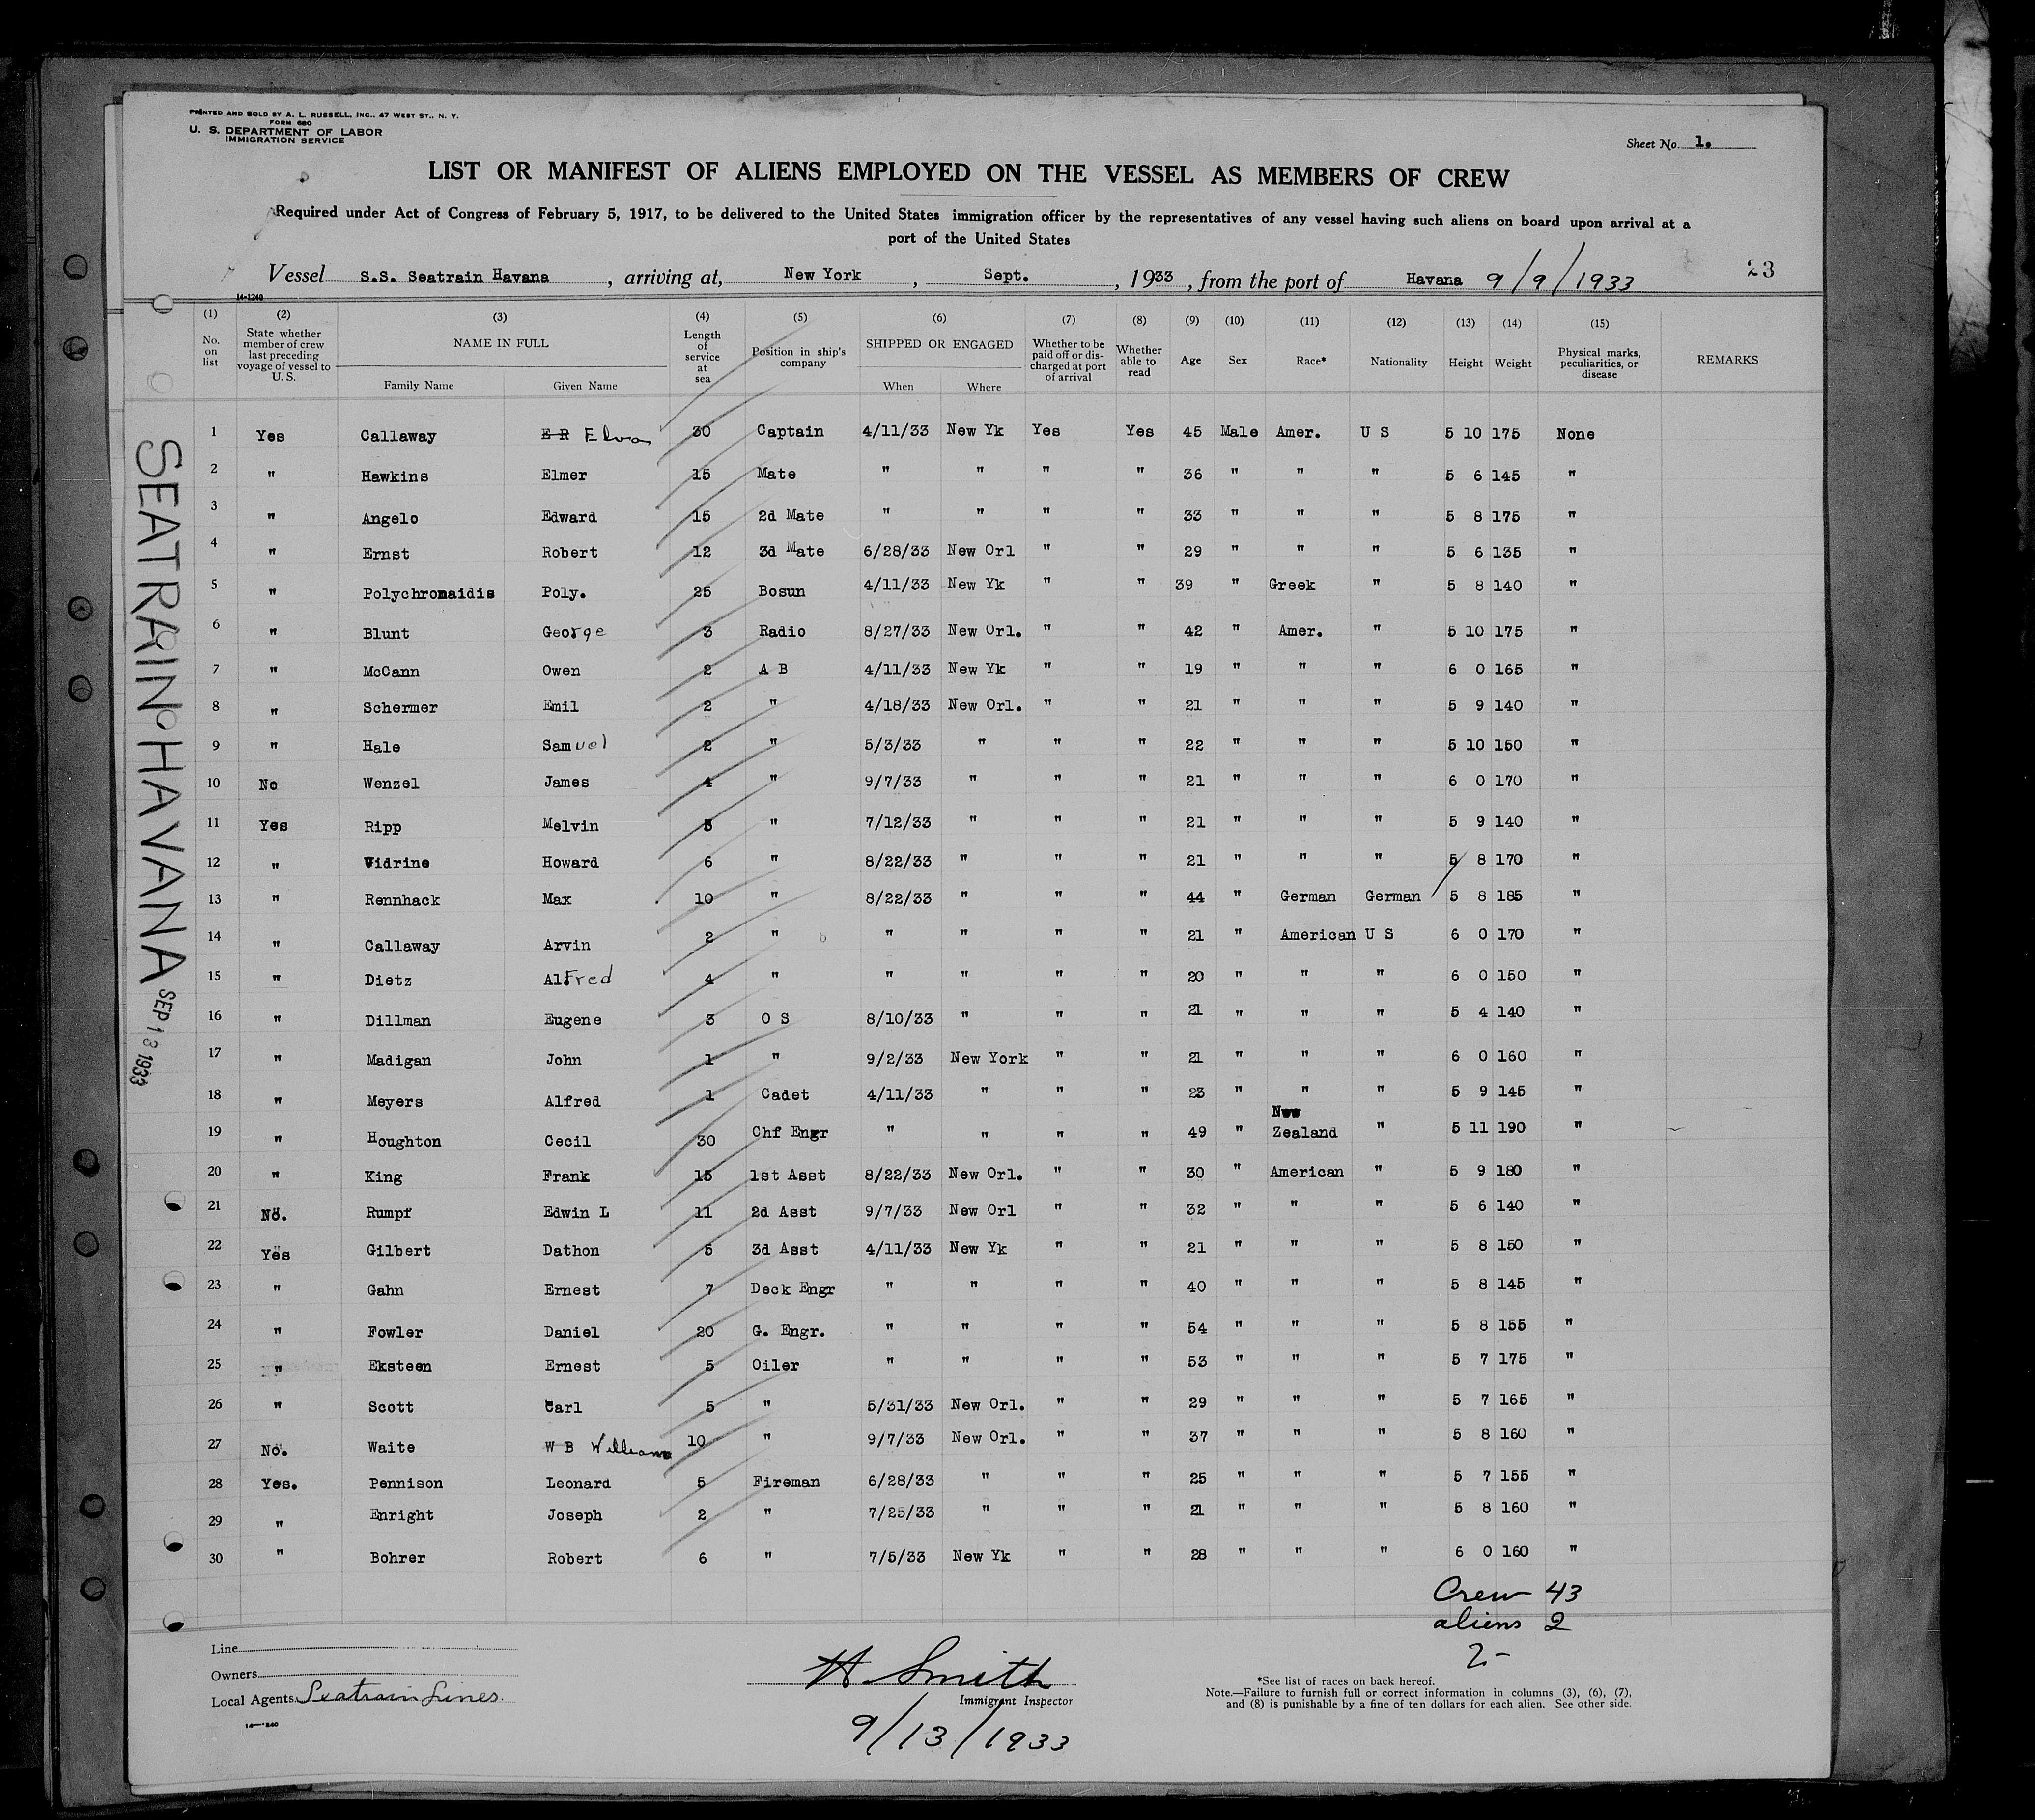 PRINTED AND SOLD BY A. L. RUSSELL, INC., 47 WEST ST., N. Y.
FORM 680
U. S. DEPARTMENT OF LABOR
IMMIGRATION SERVICE
Sheet No. 1.
LIST OR MANIFEST OF ALIENS EMPLOYED ON THE VESSEL AS MEMBERS OF CREW
Required under Act of Congress of February 5, 1917, to be delivered to the United States immigration officer by the representatives of any vessel having such aliens on board upon arrival at a
port of the United States
Vessel S.S. Seatrain Havana, arriving at, New York, Sept., 1933, from the port of Havana 9/9/1933 23
14-1240
(1) No. on list (2) State whether member of crew last preceding voyage of vessel to U.S. (3) NAME IN FULL Family Name Given Name (4) Length of service at sea (5) Position in ship's company (6) SHIPPED OR ENGAGED When Where (7) Whether to be paid off or discharged at port of arrival (8) Whether able to read (9) Age (10) Sex (11) Race* (12) Nationality (13) Height (14) Weight (15) Physical marks, peculiarities, or disease REMARKS
1 Yes Callaway E R 30 Captain 4/11/33 New Yk Yes Yes 45 Male Amer. U S 5 10 175 None
2 " Hawkins Elmer 15 Mate " " " " 36 " " " 5 6 145 "
3 " Angelo Edward 15 2d Mate " " " " 33 " " " 5 8 175 "
4 " Ernst Robert 12 3d Mate 6/28/33 New Orl " " 29 " " " 5 6 135 "
5 " Polychronaidis Poly. 25 Bosun 4/11/33 New Yk " " 39 " Greek " 5 8 140 "
6 " Blunt George 3 Radio 8/27/33 New Orl. " " 42 " Amer. " 5 10 175 "
7 " McCann Owen 2 A B 4/11/33 New Yk " " 19 " " " 6 0 165 "
8 " Schermer Emil 2 " 4/18/33 New Orl. " " 21 " " " 5 9 140 "
9 " Hale Samuel 2 " 5/3/33 " " " 22 " " " 5 10 150 "
10 No Wenzel James 4 " 9/7/33 " " " 21 " " " 6 0 170 "
11 Yes Ripp Melvin " 7/12/33 " " " 21 " " " 5 9 140 "
12 " Vidrine Howard 6 " 8/22/33 " " " 21 " " " 5 8 170 "
13 " Rennhack Max 10 " 8/22/33 " " " 44 " German German 5 8 185 "
14 " Callaway Arvin 2 " " " " " 21 " American U S 6 0 170 "
15 " Dietz Alfred 4 " " " " " 20 " " " 6 0 150 "
16 " Dillman Eugene 3 O S 8/10/33 " " " 21 " " " 5 4 140 "
17 " Madigan John 1 " 9/2/33 New York " " 21 " " " 6 0 160 "
18 " Meyers Alfred 1 Cadet 4/11/33 " " " 23 " " " 5 9 145 "
19 " Houghton Cecil 30 Chf Engr " " " " 49 " New Zealand " 5 11 190 "
20 " King Frank 15 1st Asst 8/22/33 New Orl. " " 30 " American " 5 9 180 "
21 No. Rumpf Edwin L 11 2d Asst 9/7/33 New Orl " " 32 " " " 5 6 140 "
22 Yes Gilbert Dathon 5 3d Asst 4/11/33 New Yk " " 21 " " " 5 8 150 "
23 " Gahn Ernest 7 Deck Engr " " " " 40 " " " 5 8 145 "
24 " Fowler Daniel 20 G. Engr. " " " " 54 " " " 5 8 155 "
25 " Eksteen Ernest 5 Oiler " " " " 53 " " " 5 7 175 "
26 " Scott Carl 5 " 5/31/33 New Orl. " " 29 " " " 5 7 165 "
27 No. Waite W B William 10 " 9/7/33 New Orl. " " 37 " " " 5 8 160 "
28 Yes. Pennison Leonard 5 Fireman 6/28/33 " " " 25 " " " 5 7 155 "
29 " Enright Joseph 2 " 7/25/33 " " " 21 " " " 5 8 160 "
30 " Bohrer Robert 6 " 7/5/33 New Yk " " 28 " " " 6 0 160 "
SEATRAIN HAVANA SEP 13 1933
Crew 43
aliens 2
2-
Line
Owners
Local Agents Seatrain Lines.
H Smith
Immigrant Inspector
9/13/1933
*See list of races on back hereof.
Note.—Failure to furnish full or correct information in columns (3), (6), (7),
and (8) is punishable by a fine of ten dollars for each alien. See other side.